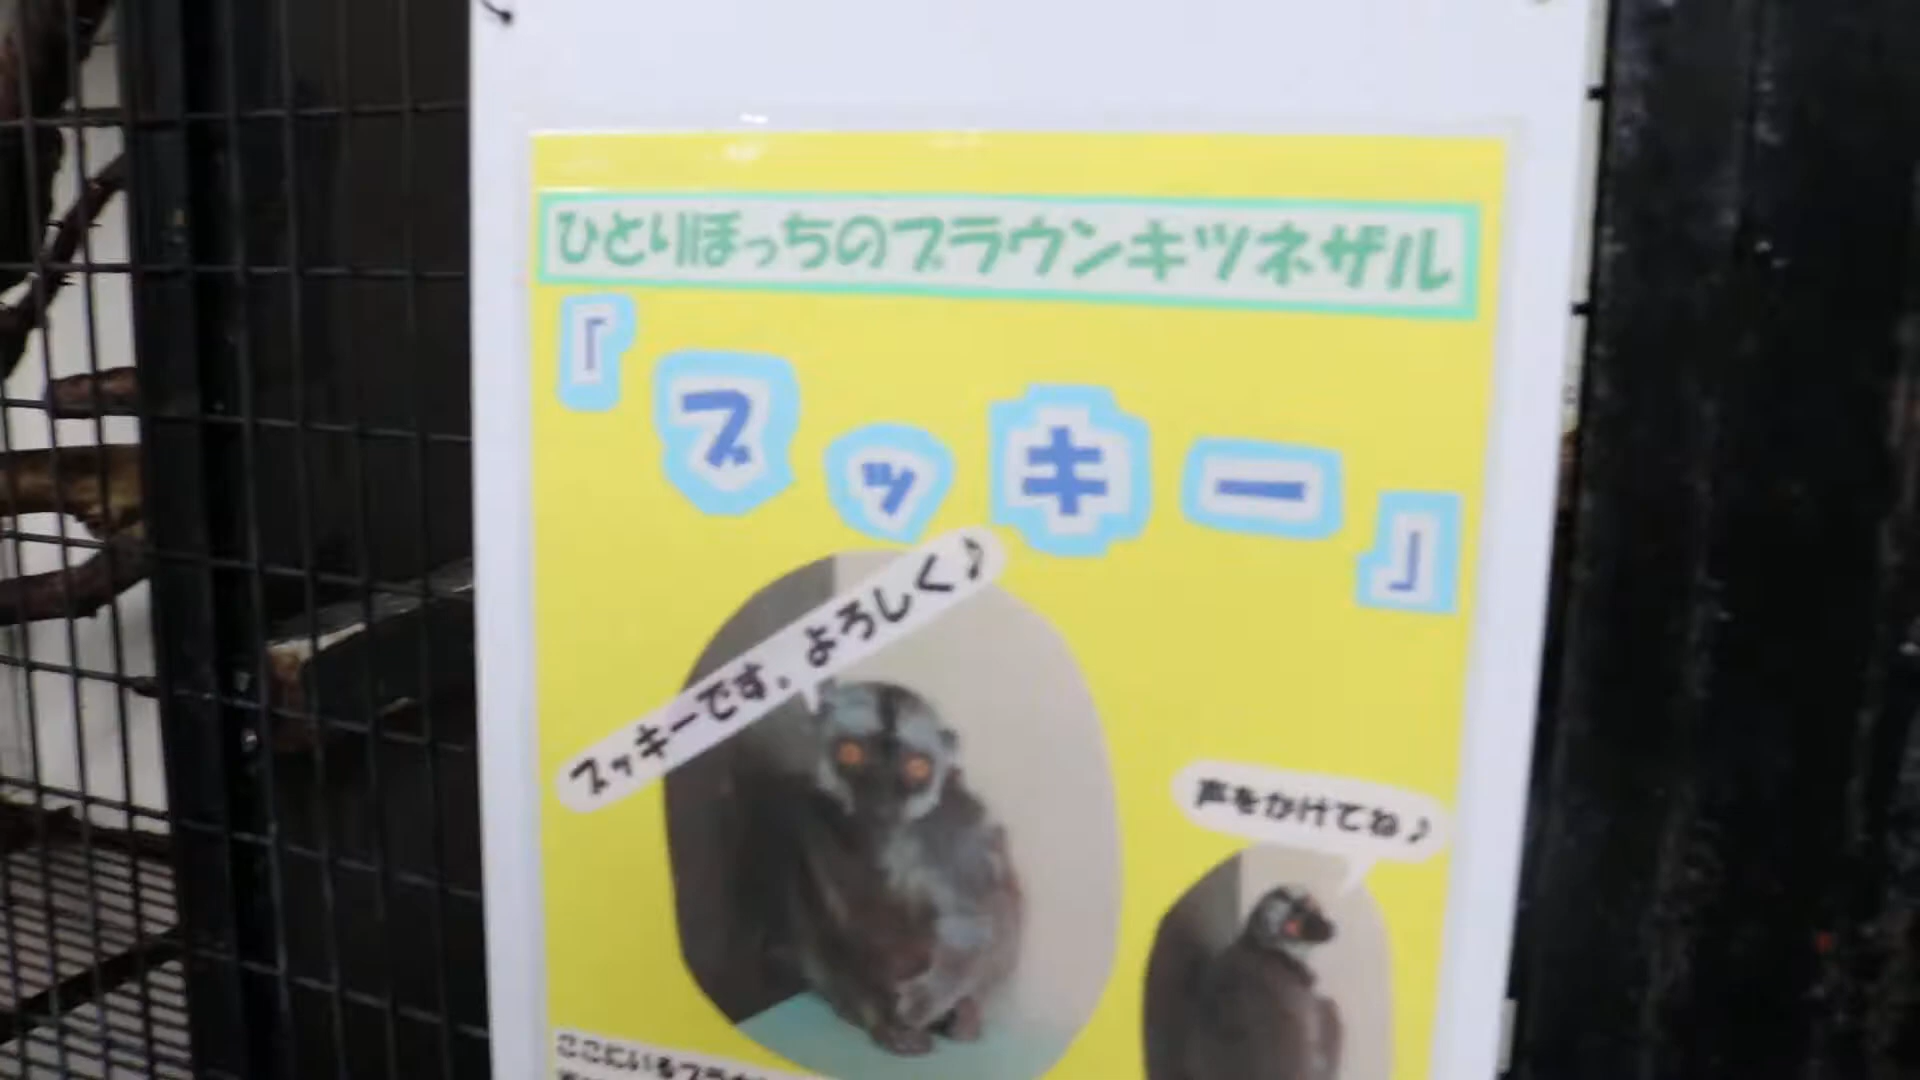 ひとりぼっちのブラウンキツネザル
『ブッキー』
ブッキーです、よろしく♪
声をかけてね♪
ここにいるブラウ